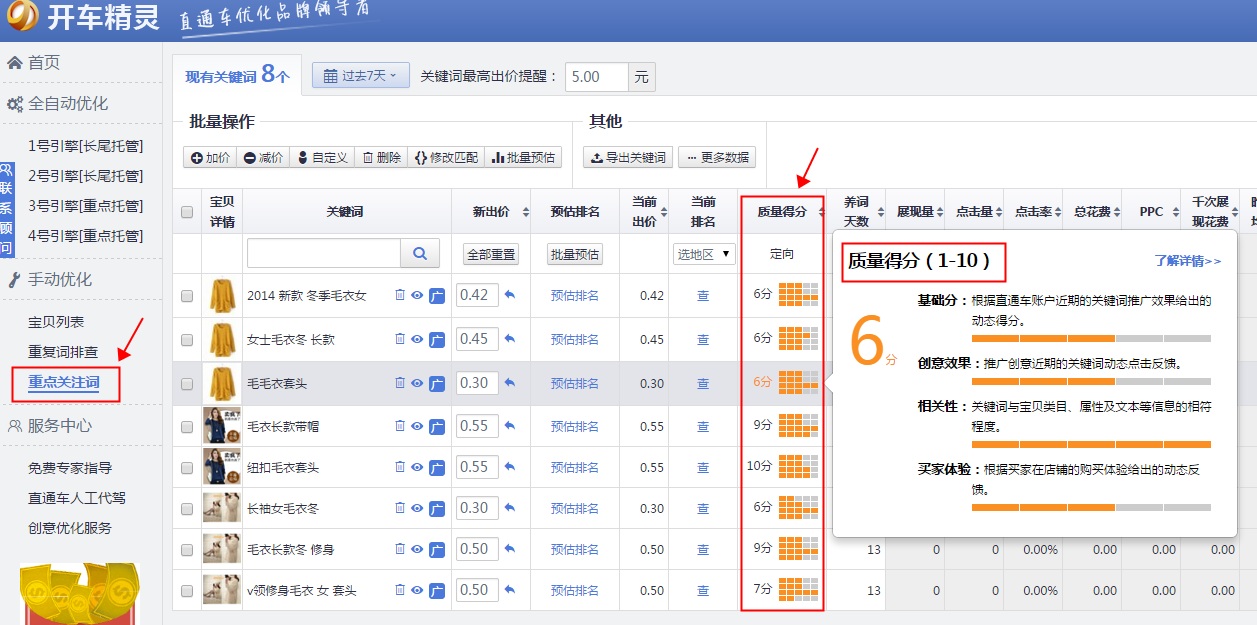 开车精灵
直通车优化品牌领导者
首页
全自动优化
1号引擎[长尾托管]
2号引擎[长尾托管]
3号引擎[重点托管]
4号引擎[重点托管]
联系顾问
手动优化
宝贝列表
重复词排查
重点关注词
服务中心
免费专家指导
直通车人工代驾
创意优化服务
现有关键词 8个
过去7天
关键词最高出价提醒： 5.00 元
批量操作
其他
加价 减价 自定义 删除 修改匹配 批量预估
导出关键词 ··· 更多数据
宝贝详情 关键词 新出价 预估排名 当前出价 当前排名 质量得分 养词天数 展现量 点击量 点击率 总花费 PPC 千次展现花费
全部重置 批量预估 选地区 定向
2014 新款 冬季毛衣女 广 0.42 预估排名 0.42 查 6分
女士毛衣冬 长款 广 0.45 预估排名 0.45 查 6分
毛毛衣套头 广 0.30 预估排名 0.30 查 6分
毛衣长款带帽 广 0.55 预估排名 0.55 查 9分
纽扣毛衣套头 广 0.55 预估排名 0.55 查 10分
长袖女毛衣冬 广 0.30 预估排名 0.30 查 6分
毛衣长款冬 修身 广 0.50 预估排名 0.50 查 9分 13 0 0 0.00% 0.00 0.00 0.00
v领修身毛衣 女 套头 广 0.50 预估排名 0.50 查 7分 13 0 0 0.00% 0.00 0.00 0.00
质量得分（1-10）
了解详情>>
6分
基础分：根据直通车账户近期的关键词推广效果给出的
动态得分。
创意效果：推广创意近期的关键词动态点击反馈。
相关性：关键词与宝贝类目、属性及文本等信息的相符
程度。
买家体验：根据买家在店铺的购买体验给出的动态反
馈。